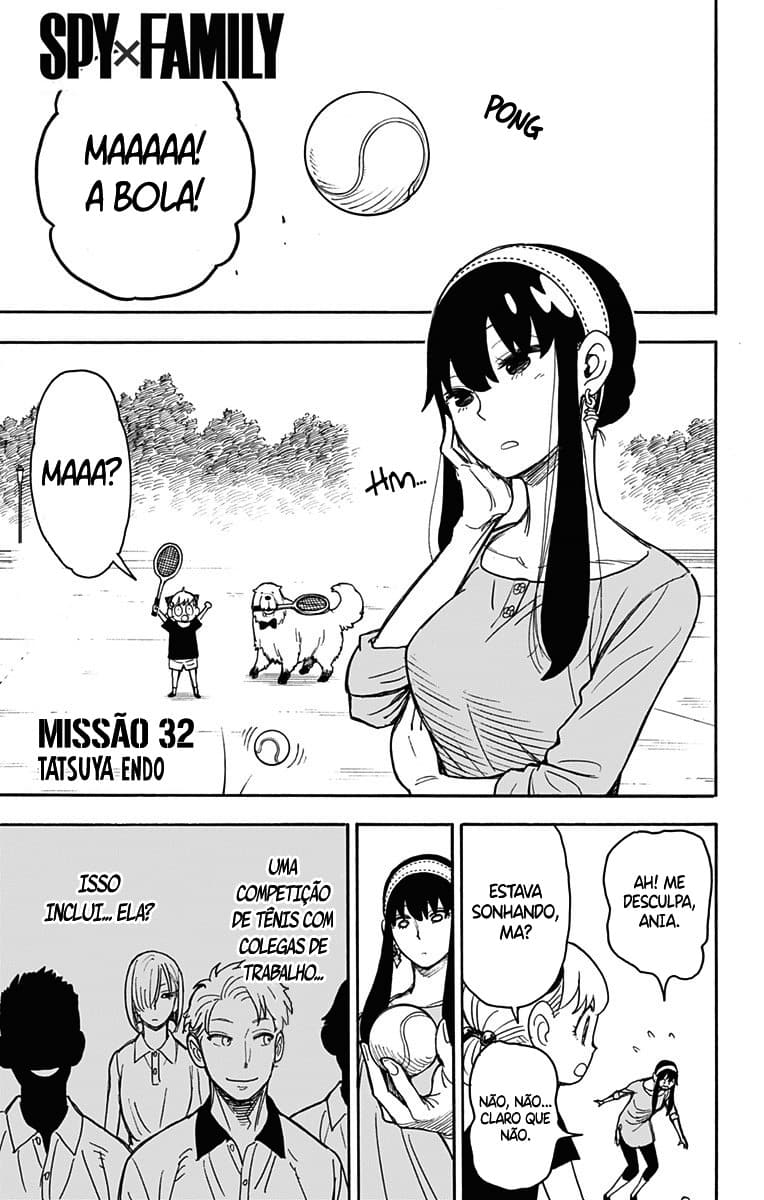 SPY×FAMILY
MAAAAA!
A BOLA!
PONG
MAAA?
HM...
MISSÃO 32
TATSUYA ENDO
AH! ME
DESCULPA,
ANIA.
ESTAVA
SONHANDO,
MA?
NÃO, NÃO...
CLARO QUE
NÃO.
UMA
COMPETIÇÃO
DE TÊNIS COM
COLEGAS DE
TRABALHO...
ISSO
INCLUI... ELA?